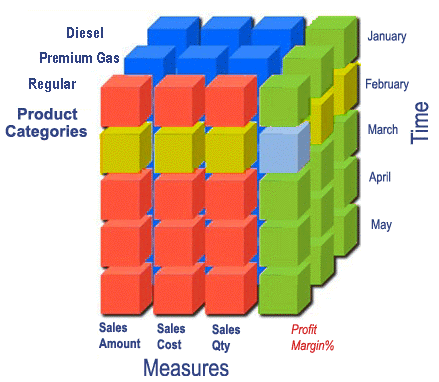 Diesel
Premium Gas
Regular
Product
Categories
January
February
March
April
May
Time
Sales
Amount
Sales
Cost
Sales
Qty
Profit
Margin%
Measures